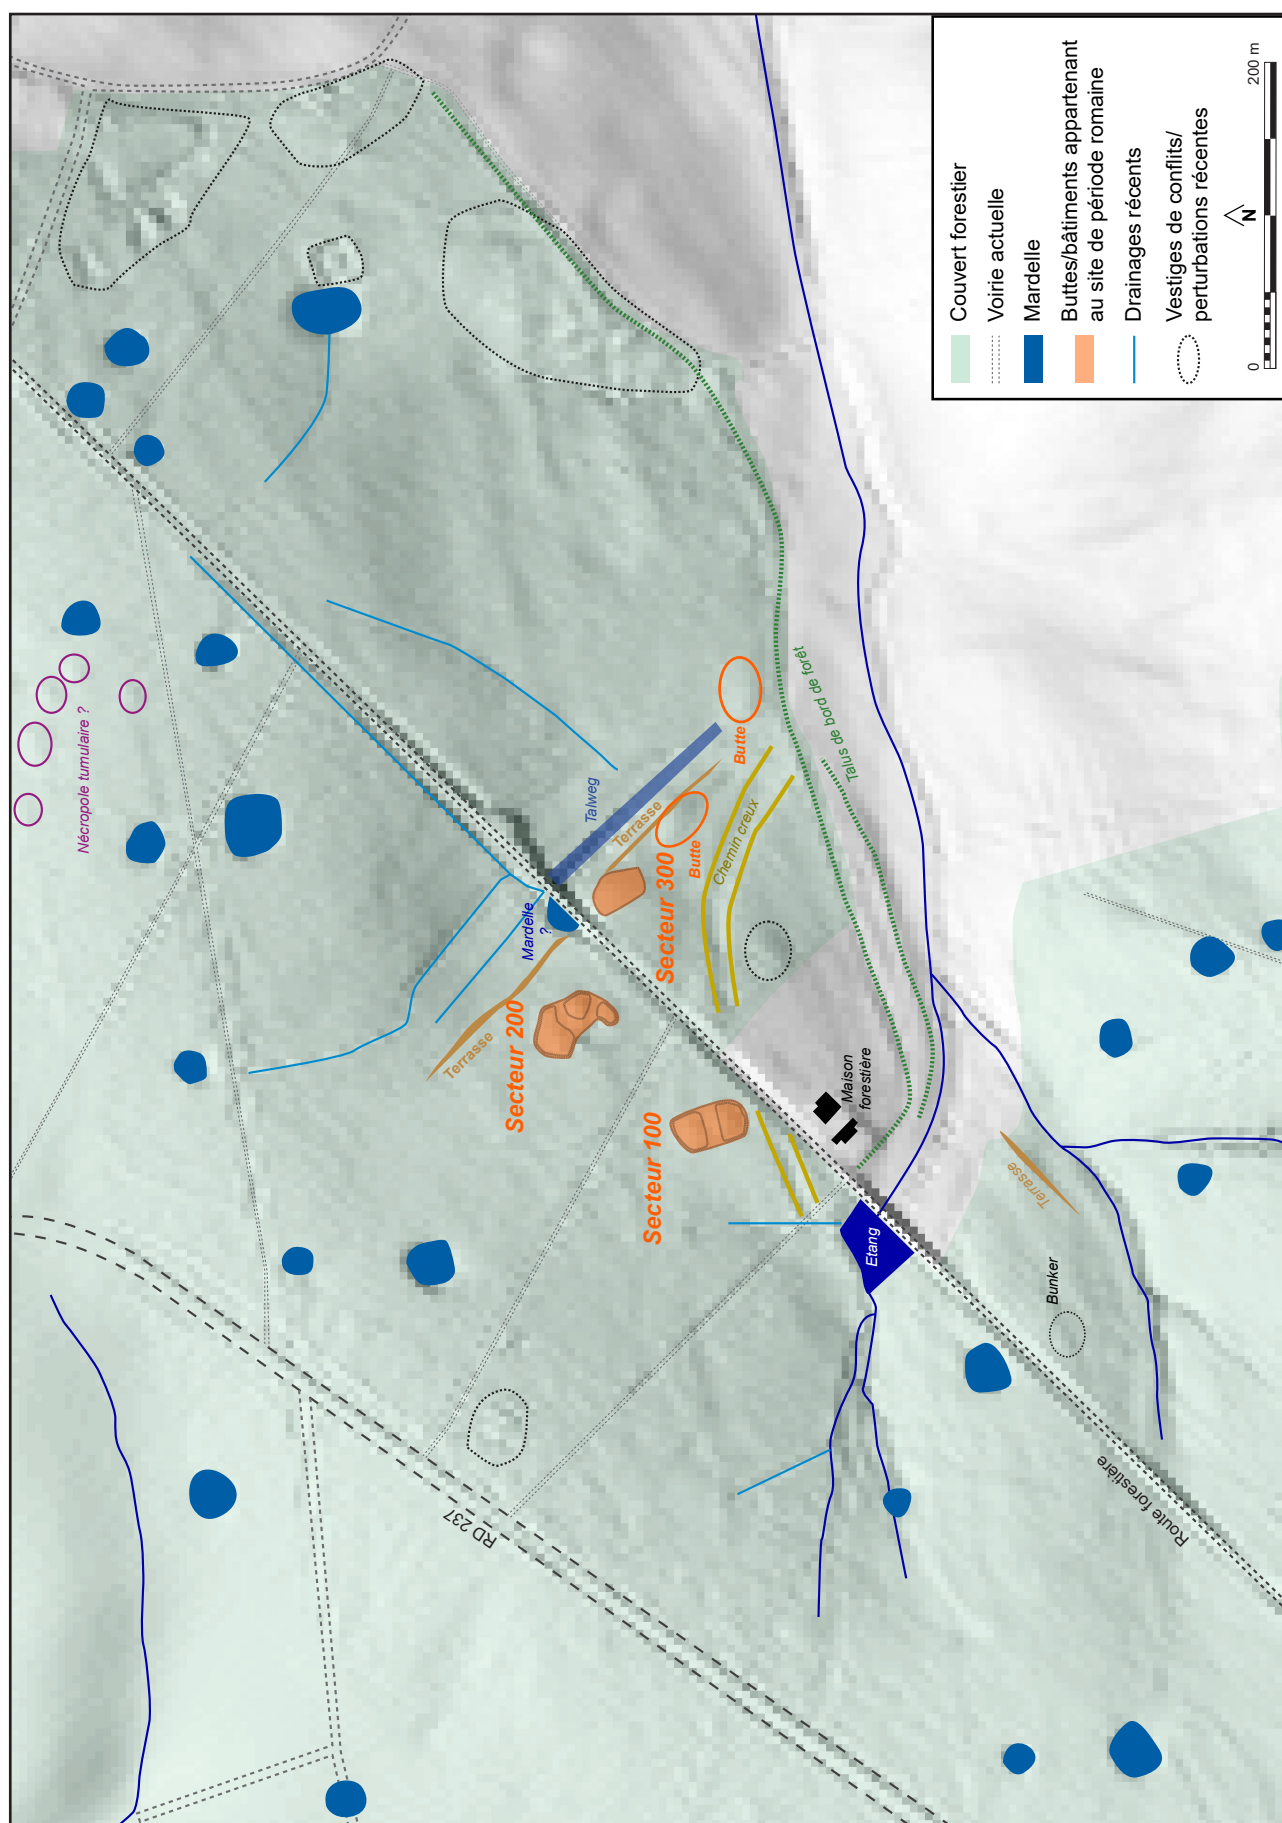 Nécropole tumulaire ?
Mardelle
?
Talweg
Terrasse
Butte
Butte
Secteur 300
Chemin creux
Talus de bord de forêt
Terrasse
Secteur 200
Secteur 100
Maison
forestière
Etang
Terrasse
Bunker
RD 237
Route forestière
Couvert forestier
Voirie actuelle
Mardelle
Buttes/bâtiments appartenant
au site de période romaine
Drainages récents
Vestiges de conflits/
perturbations récentes
N
0
200 m